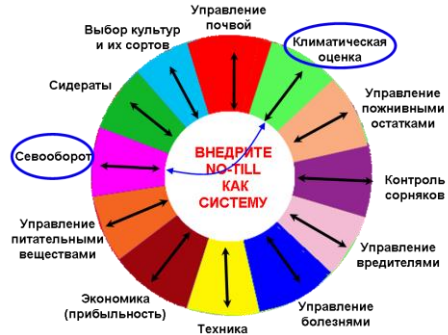 Управление
почвой
Климатическая
оценка
Управление
пожнивными
остатками
Контроль
сорняков
Управление
вредителями
Управление
болезнями
Техника
Экономика
(прибыльность)
Управление
питательными
веществами
Севооборот
Сидераты
Выбор культур
и их сортов
ВНЕДРИТЕ
NO-TILL
КАК
СИСТЕМУ